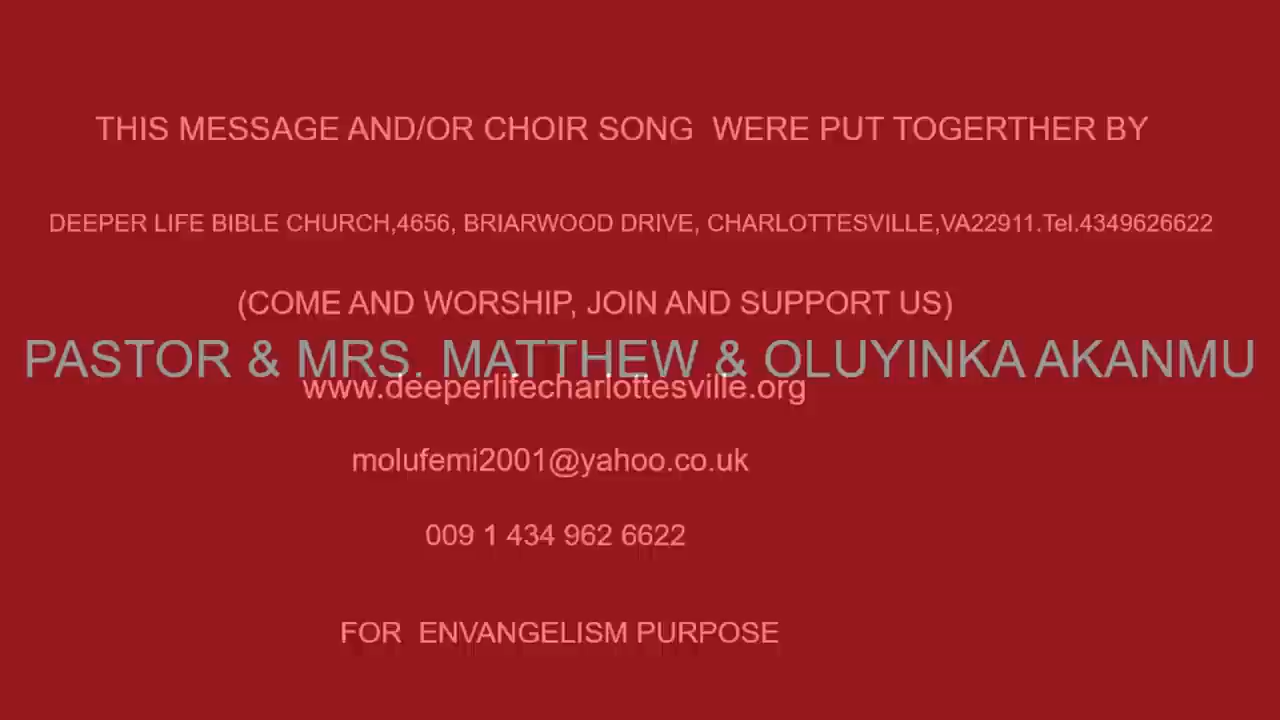 THIS MESSAGE AND/OR CHOIR SONG  WERE PUT TOGERTHER BY
DEEPER LIFE BIBLE CHURCH,4656, BRIARWOOD DRIVE, CHARLOTTESVILLE,VA22911.Tel.4349626622
(COME AND WORSHIP, JOIN AND SUPPORT US)
PASTOR & MRS. MATTHEW & OLUYINKA AKANMU
www.deeperlifecharlottesville.org
molufemi2001@yahoo.co.uk
009 1 434 962 6622
FOR  ENVANGELISM PURPOSE